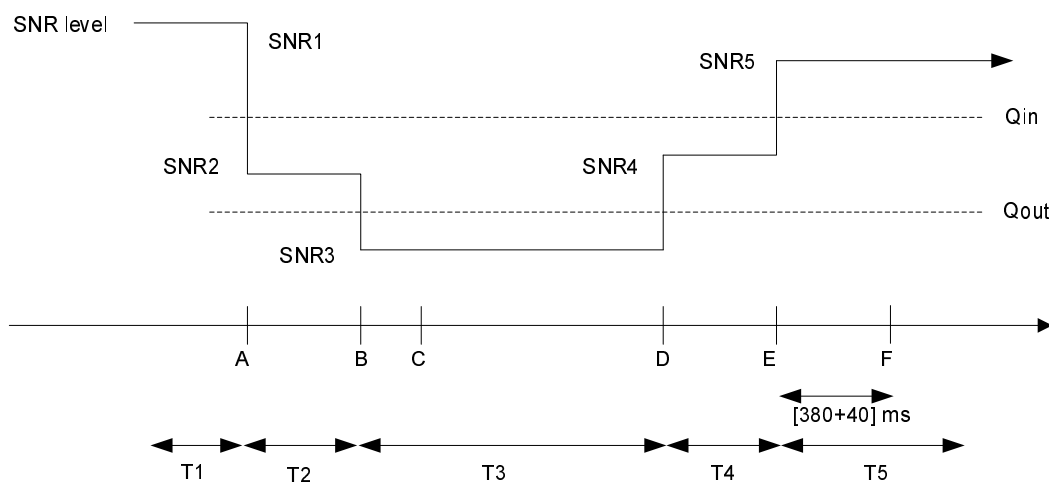 SNR level
SNR1
SNR5
Qin
SNR2
SNR4
Qout
SNR3
A B C D E F
[380+40] ms
T1 T2 T3 T4 T5